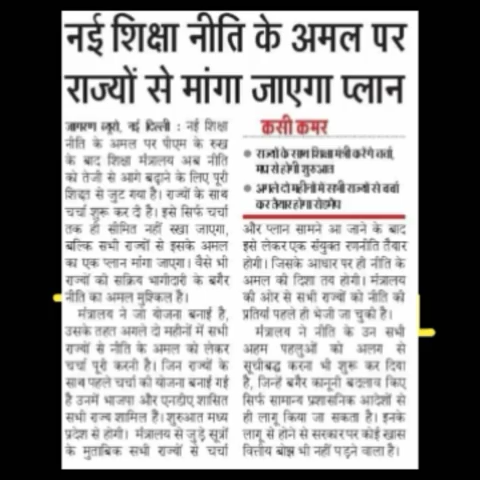 नई शिक्षा नीति के अमल पर
राज्यों से मांगा जाएगा प्लान
जागरण ब्यूरो, नई दिल्ली : नई शिक्षा
नीति के अमल पर पीएम के रुख
के बाद शिक्षा मंत्रालय अब नीति
को तेजी से आगे बढ़ाने के लिए पूरी
शिद्दत से जुट गया है। राज्यों के साथ
चर्चा शुरू कर दी है। इसे सिर्फ चर्चा
तक ही सीमित नहीं रखा जाएगा,
बल्कि सभी राज्यों से इसके अमल
का एक प्लान मांगा जाएगा। वैसे भी
राज्यों की सक्रिय भागीदारी के बगैर
नीति का अमल मुश्किल है।
मंत्रालय ने जो योजना बनाई है,
उसके तहत अगले दो महीनों में सभी
राज्यों से नीति के अमल को लेकर
चर्चा पूरी करनी है। जिन राज्यों के
साथ पहले चर्चा की योजना बनाई गई
है उनमें भाजपा और एनडीए शासित
सभी राज्य शामिल हैं। शुरुआत मध्य
प्रदेश से होगी। मंत्रालय से जुड़े सूत्रों
के मुताबिक सभी राज्यों से चर्चा
कसी कमर
• राज्यों के साथ शिक्षा मंत्री करेंगे चर्चा,
मप्र से होगी शुरुआत
• अगले दो महीनों में सभी राज्यों से चर्चा
कर तैयार होगा रोडमैप
और प्लान सामने आ जाने के बाद
इसे लेकर एक संयुक्त रणनीति तैयार
होगी। जिसके आधार पर ही नीति के
अमल की दिशा तय होगी। मंत्रालय
की ओर से सभी राज्यों को नीति की
प्रतियां पहले ही भेजी जा चुकी है।
मंत्रालय ने नीति के उन सभी
अहम पहलुओं को अलग से
सूचीबद्ध करना भी शुरू कर दिया
है, जिन्हें बगैर कानूनी बदलाव किए
सिर्फ सामान्य प्रशासनिक आदेशों से
ही लागू किया जा सकता है। इनके
लागू से होने से सरकार पर कोई खास
वित्तीय बोझ भी नहीं पड़ने वाला है।